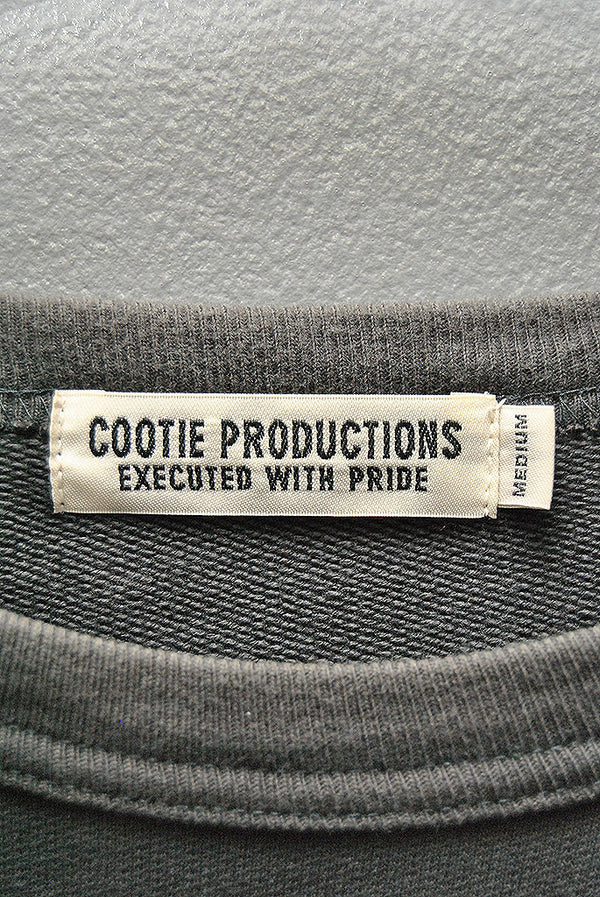 COOTIE PRODUCTIONS
EXECUTED WITH PRIDE
MEDIUM